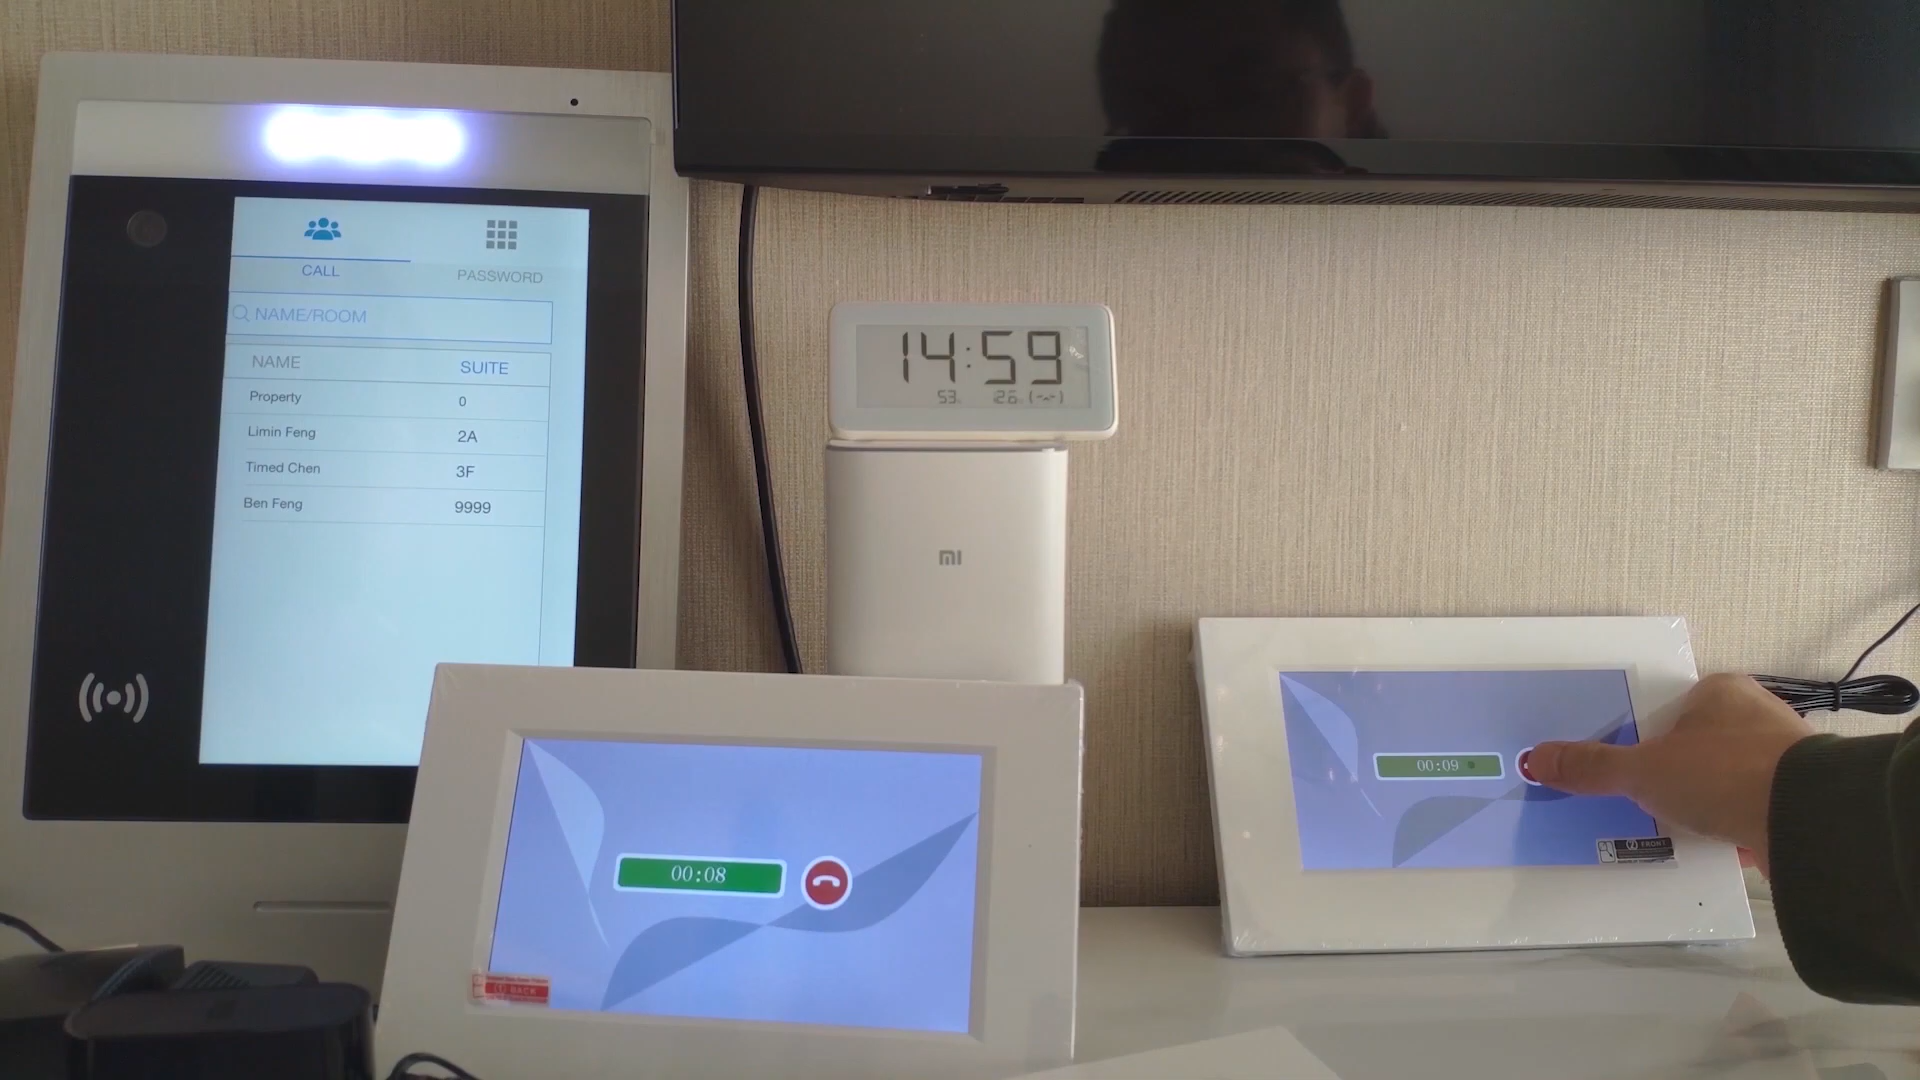 CALL
PASSWORD
NAME/ROOM
NAME SUITE
Property 0
Limin Feng 2A
Timed Chen 3F
Ben Feng 9999
14:59
53
mi
00:08
BACK
00:09
FRONT